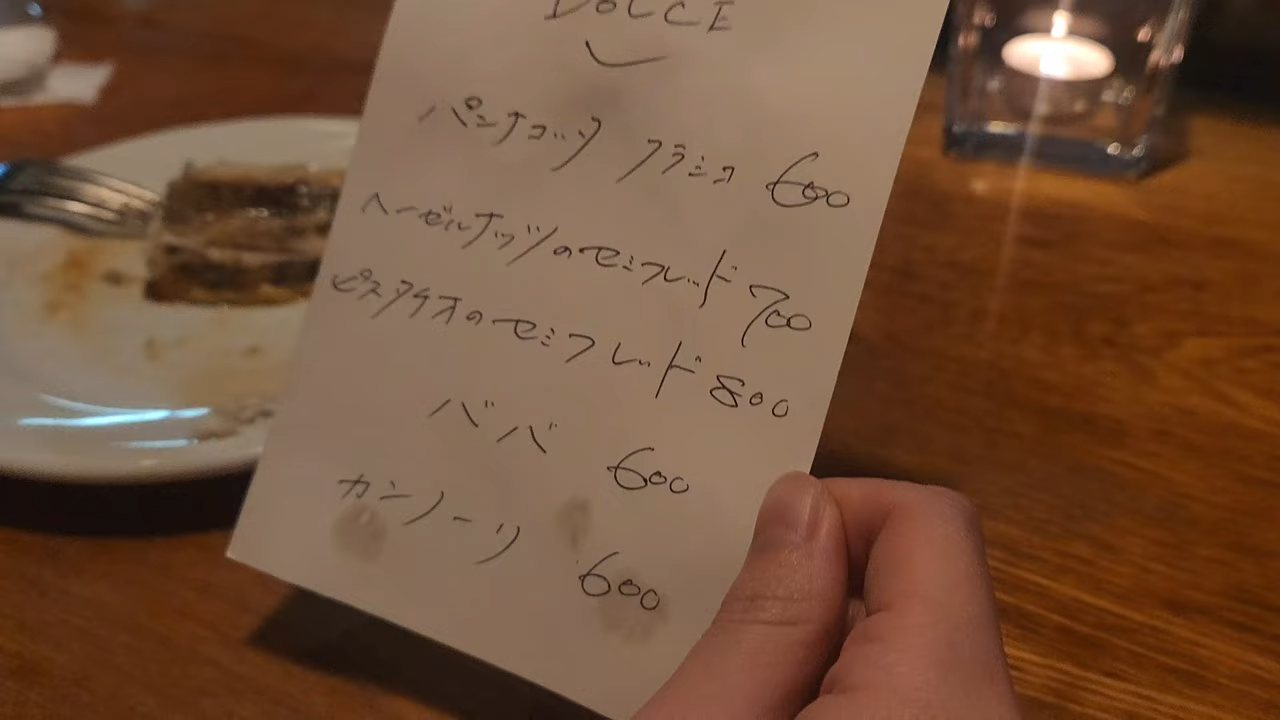 DOLCE
パンナコッタ クラシコ 600
ヘーゼルナッツのセミフレッド 700
ピスタチオのセミフレッド 800
ババ 600
カンノーリ 600